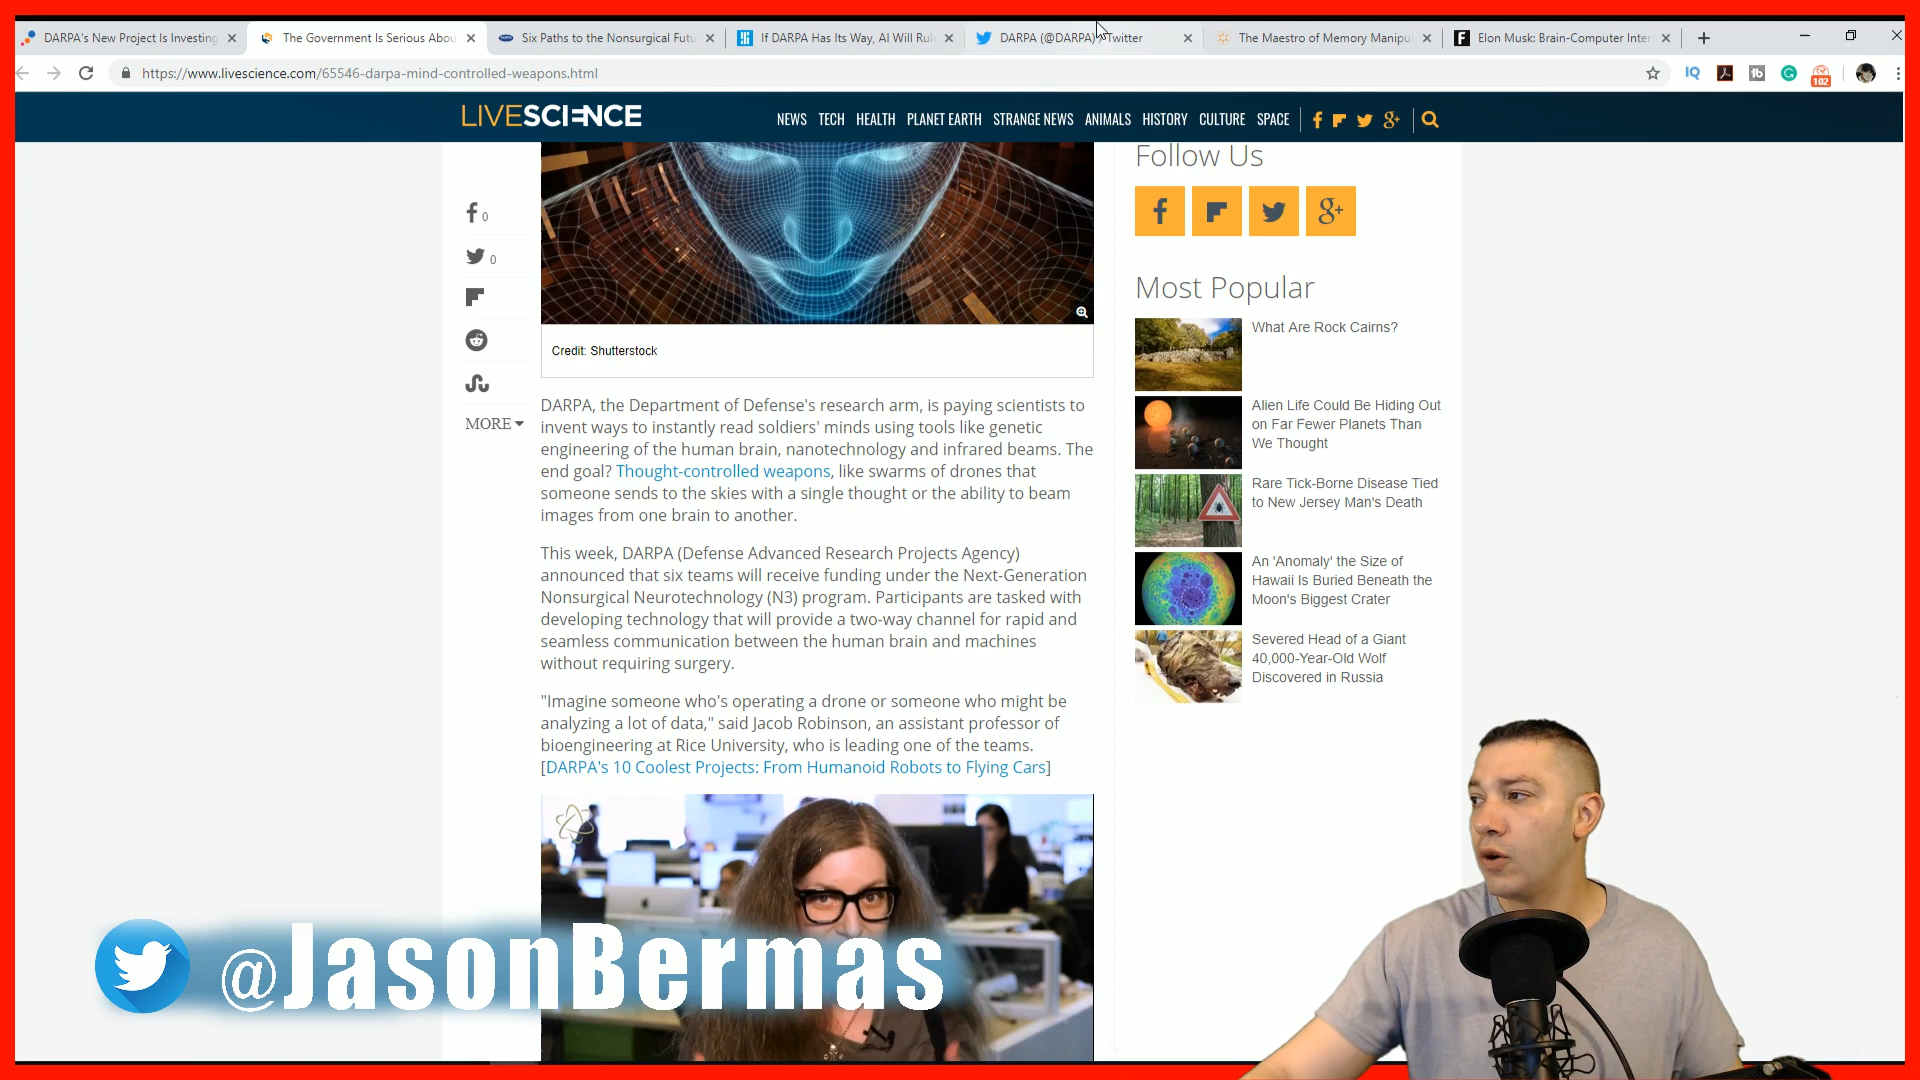 DARPA's New Project Is Investing
The Government Is Serious Abou
Six Paths to the Nonsurgical Futu
If DARPA Has Its Way, AI Will Rule
DARPA (@DARPA) / Twitter
The Maestro of Memory Manipul
Elon Musk: Brain-Computer Inter
https://www.livescience.com/65546-darpa-mind-controlled-weapons.html
IQ
tb
102
LIVESCIENCE
NEWS TECH HEALTH PLANET EARTH STRANGE NEWS ANIMALS HISTORY CULTURE SPACE
0
0
MORE
Credit: Shutterstock
DARPA, the Department of Defense's research arm, is paying scientists to
invent ways to instantly read soldiers' minds using tools like genetic
engineering of the human brain, nanotechnology and infrared beams. The
end goal? Thought-controlled weapons, like swarms of drones that
someone sends to the skies with a single thought or the ability to beam
images from one brain to another.
This week, DARPA (Defense Advanced Research Projects Agency)
announced that six teams will receive funding under the Next-Generation
Nonsurgical Neurotechnology (N3) program. Participants are tasked with
developing technology that will provide a two-way channel for rapid and
seamless communication between the human brain and machines
without requiring surgery.
"Imagine someone who's operating a drone or someone who might be
analyzing a lot of data," said Jacob Robinson, an assistant professor of
bioengineering at Rice University, who is leading one of the teams.
[DARPA's 10 Coolest Projects: From Humanoid Robots to Flying Cars]
Follow Us
Most Popular
What Are Rock Cairns?
Alien Life Could Be Hiding Out
on Far Fewer Planets Than
We Thought
Rare Tick-Borne Disease Tied
to New Jersey Man's Death
An 'Anomaly' the Size of
Hawaii Is Buried Beneath the
Moon's Biggest Crater
Severed Head of a Giant
40,000-Year-Old Wolf
Discovered in Russia
@JasonBermas